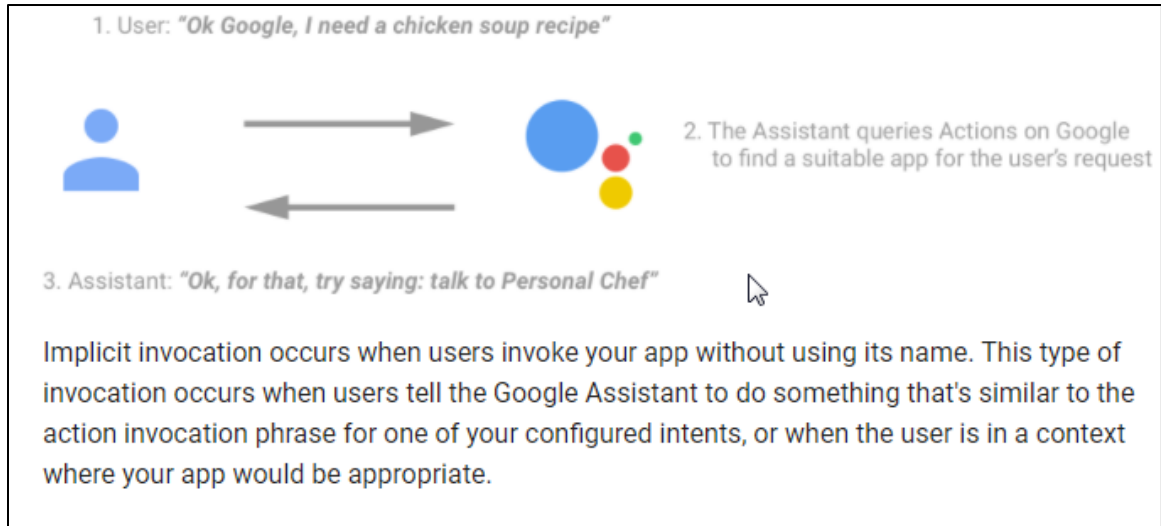 1. User: "Ok Google, I need a chicken soup recipe"
2. The Assistant queries Actions on Google
to find a suitable app for the user's request
3. Assistant: "Ok, for that, try saying: talk to Personal Chef"
Implicit invocation occurs when users invoke your app without using its name. This type of
invocation occurs when users tell the Google Assistant to do something that's similar to the
action invocation phrase for one of your configured intents, or when the user is in a context
where your app would be appropriate.